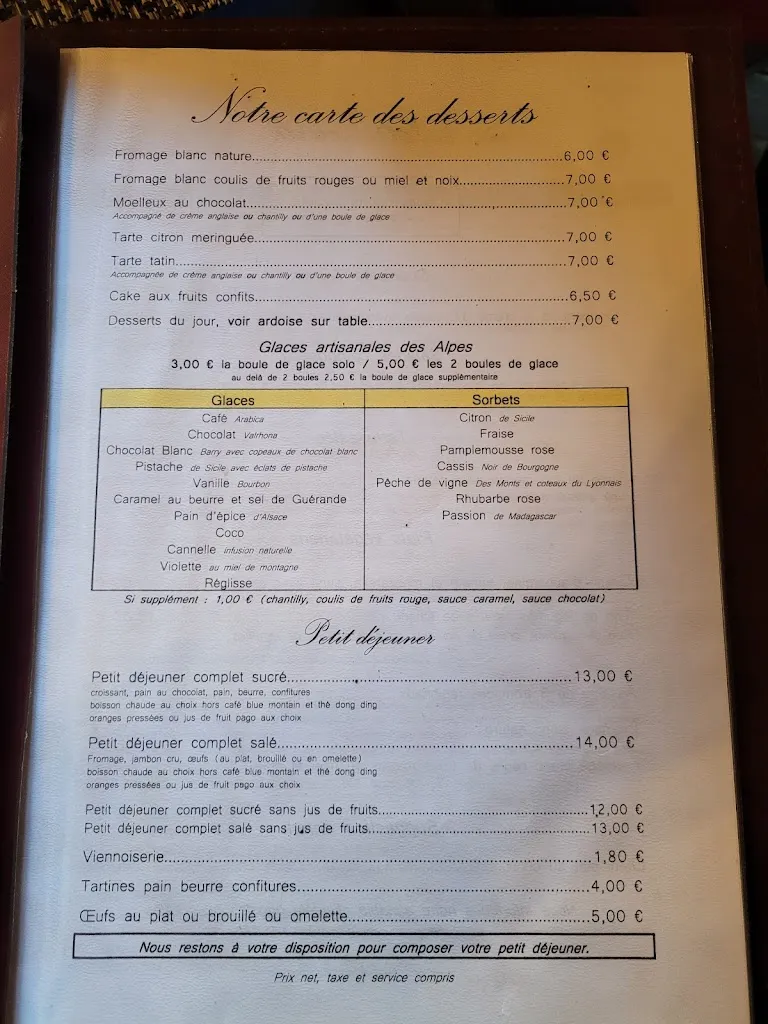 Notre carte des desserts
Fromage blanc nature..........6,00 €
Fromage blanc coulis de fruits rouges ou miel et noix..........7,00 €
Moelleux au chocolat..........7,00 €
Accompagné de crème anglaise ou chantilly ou d'une boule de glace
Tarte citron meringuée..........7,00 €
Tarte tatin..........7,00 €
Accompagnée de crème anglaise ou chantilly ou d'une boule de glace
Cake aux fruits confits..........6,50 €
Desserts du jour, voir ardoise sur table..........7,00 €
Glaces artisanales des Alpes
3,00 € la boule de glace solo / 5,00 € les 2 boules de glace
au delà de 2 boules 2,50 € la boule de glace supplémentaire
Glaces
Café Arabica
Chocolat Valrhona
Chocolat Blanc Barry avec copeaux de chocolat blanc
Pistache de Sicile avec éclats de pistache
Vanille Bourbon
Caramel au beurre et sel de Guérande
Pain d'épice d'Alsace
Coco
Cannelle infusion naturelle
Violette au miel de montagne
Réglisse
Sorbets
Citron de Sicile
Fraise
Pamplemousse rose
Cassis Noir de Bourgogne
Pêche de vigne Des Monts et coteaux du Lyonnais
Rhubarbe rose
Passion de Madagascar
Si supplément : 1,00 € (chantilly, coulis de fruits rouge, sauce caramel, sauce chocolat)
Petit déjeuner
Petit déjeuner complet sucré..........13,00 €
croissant, pain au chocolat, pain, beurre, confitures
boisson chaude au choix hors café blue montain et thé dong ding
oranges pressées ou jus de fruit pago aux choix
Petit déjeuner complet salé..........14,00 €
Fromage, jambon cru, œufs (au plat, brouillé ou en omelette)
boisson chaude au choix hors café blue montain et thé dong ding
oranges pressées ou jus de fruit pago aux choix
Petit déjeuner complet sucré sans jus de fruits..........12,00 €
Petit déjeuner complet salé sans jus de fruits..........13,00 €
Viennoiserie..........1,80 €
Tartines pain beurre confitures..........4,00 €
Œufs au plat ou brouillé ou omelette..........5,00 €
Nous restons à votre disposition pour composer votre petit déjeuner.
Prix net, taxe et service compris